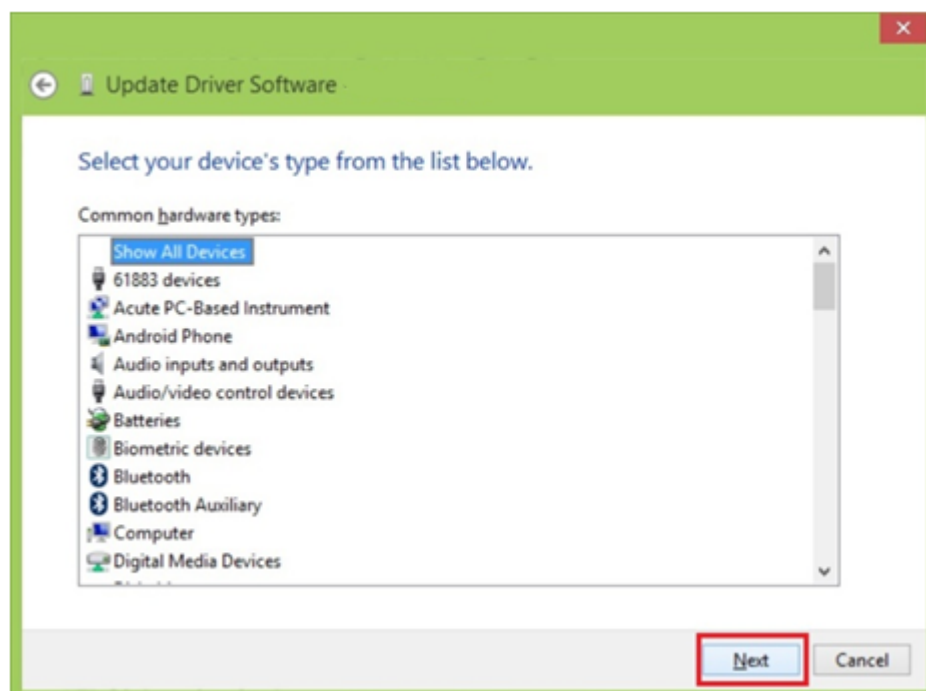 Update Driver Software
Select your device's type from the list below.
Common hardware types:
Show All Devices
61883 devices
Acute PC-Based Instrument
Android Phone
Audio inputs and outputs
Audio/video control devices
Batteries
Biometric devices
Bluetooth
Bluetooth Auxiliary
Computer
Digital Media Devices
Next
Cancel